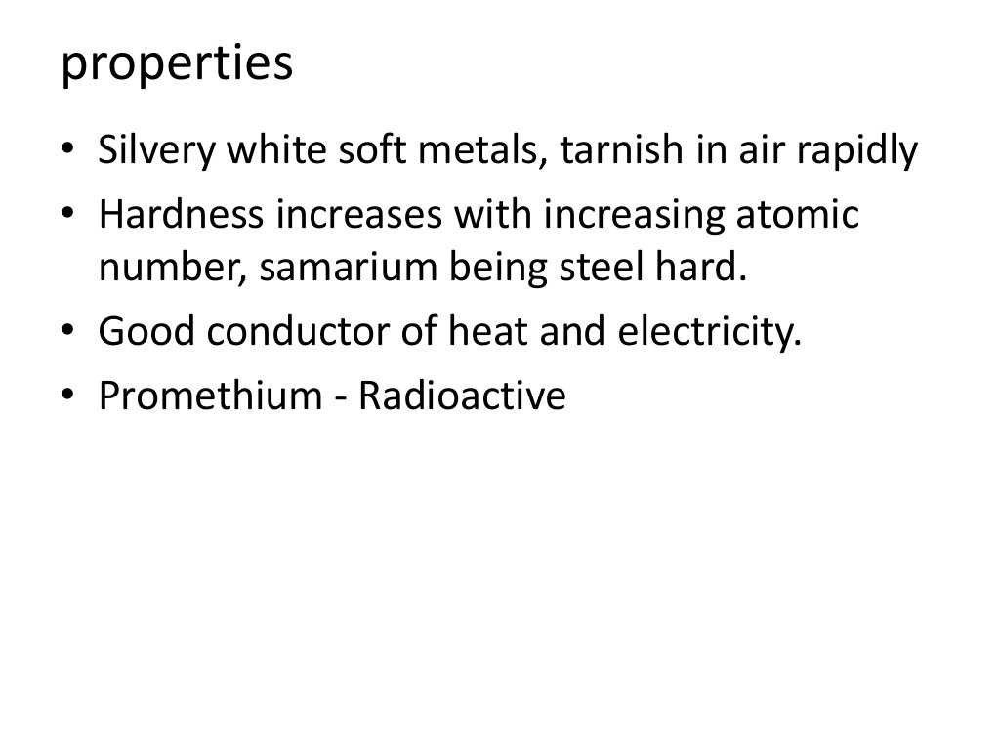 properties
• Silvery white soft metals, tarnish in air rapidly
• Hardness increases with increasing atomic
number, samarium being steel hard.
• Good conductor of heat and electricity.
• Promethium - Radioactive